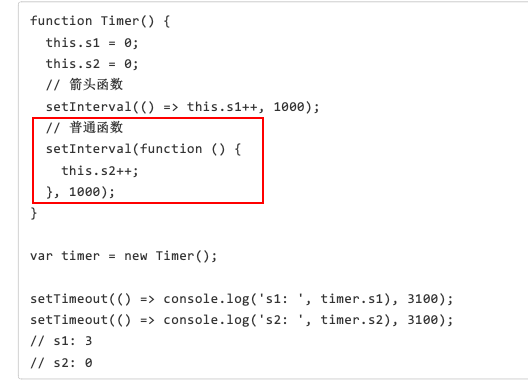 function Timer() {
  this.s1 = 0;
  this.s2 = 0;
  // 箭头函数
  setInterval(() => this.s1++, 1000);
  // 普通函数
  setInterval(function () {
    this.s2++;
  }, 1000);
}

var timer = new Timer();

setTimeout(() => console.log('s1: ', timer.s1), 3100);
setTimeout(() => console.log('s2: ', timer.s2), 3100);
// s1: 3
// s2: 0